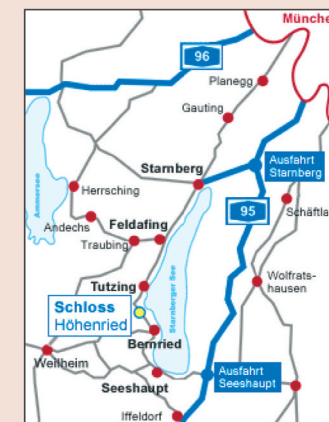 Münche
96
Planegg
Gauting
Starnberg
Ausfahrt
Starnberg
Ammersee
Herrsching
95
Schäftla
Andechs
Feldafing
Traubing
Starnberger See
Tutzing
Wolfrats-
hausen
Schloss
Höhenried
Bernried
Weilheim
Ausfahrt
Seeshaupt
Seeshaupt
Iffeldorf